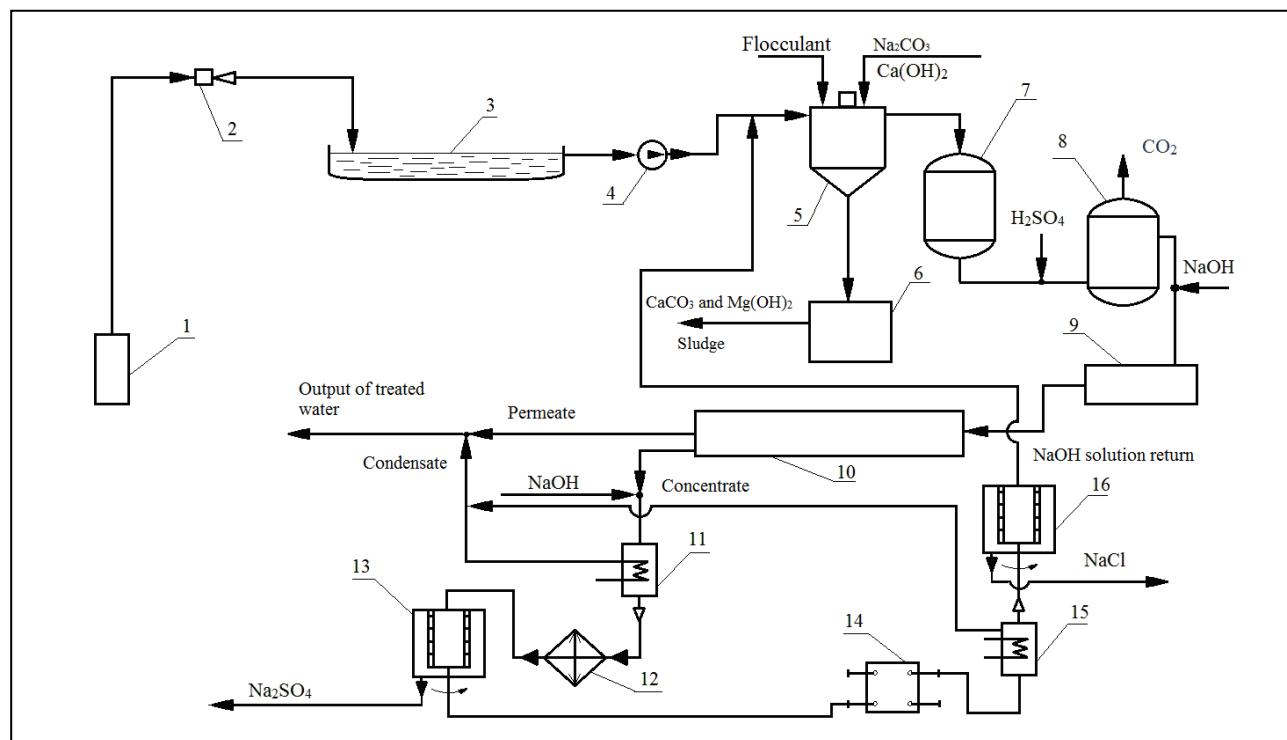 Flocculant
Na₂CO₃
Ca(OH)₂
2
3
4
5
7
8
CO₂
H₂SO₄
NaOH
6
CaCO₃ and Mg(OH)₂
Sludge
1
9
Output of treated
water
Permeate
Condensate
10
NaOH
Concentrate
NaOH solution return
16
11
13
NaCl
12
14
15
Na₂SO₄